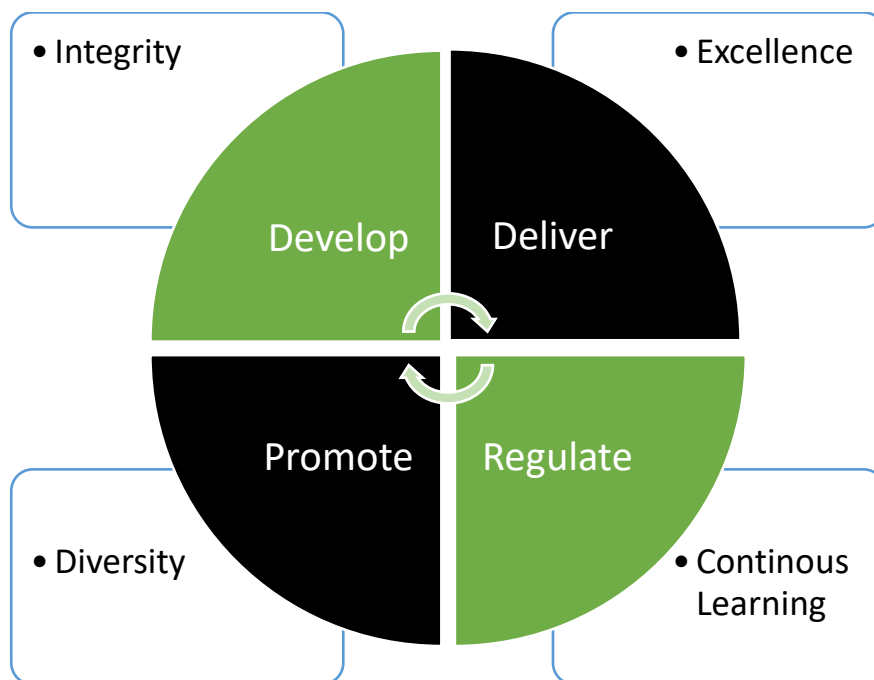 • Integrity
• Excellence
Develop
Deliver
Promote
Regulate
• Diversity
• Continous
Learning